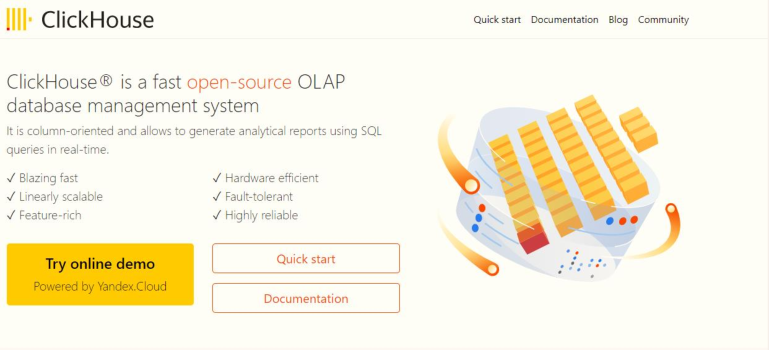 ClickHouse
Quick start Documentation Blog Community
ClickHouse® is a fast open-source OLAP
database management system
It is column-oriented and allows to generate analytical reports using SQL
queries in real-time.
✓ Blazing fast
✓ Linearly scalable
✓ Feature-rich
✓ Hardware efficient
✓ Fault-tolerant
✓ Highly reliable
Try online demo
Powered by Yandex.Cloud
Quick start
Documentation